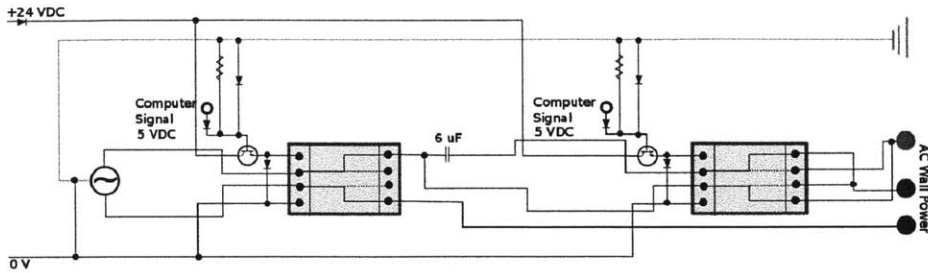 +24 VDC
Computer
Signal
5 VDC
Computer
Signal
5 VDC
6 uF
AC Wall Power
0 V